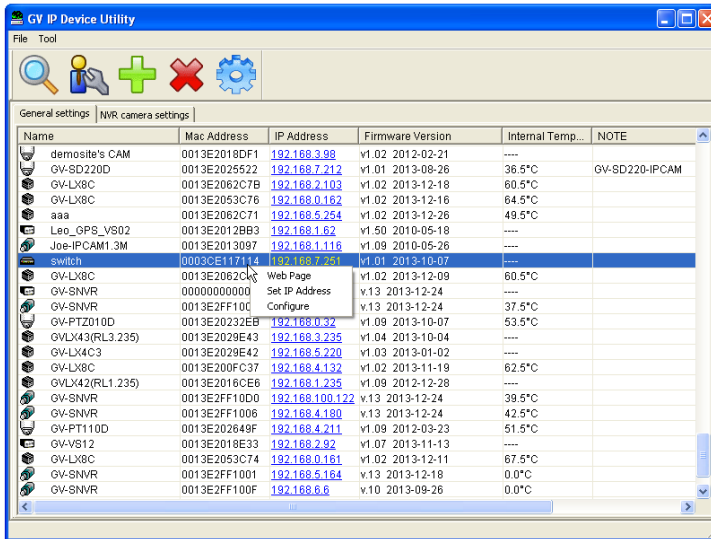 GV IP Device Utility
File Tool
General settings NVR camera settings
Name Mac Address IP Address Firmware Version Internal Temp... NOTE
demosite's CAM 0013E2018DF1 192.168.3.98 v1.02 2012-02-21 ----
GV-SD220D 0013E2025522 192.168.7.212 v1.01 2013-08-26 36.5°C GV-SD220-IPCAM
GV-LX8C 0013E2062C7B 192.168.2.103 v1.02 2013-12-18 60.5°C
GV-LX8C 0013E2053C76 192.168.0.162 v1.02 2013-12-16 64.5°C
aaa 0013E2062C71 192.168.5.254 v1.02 2013-12-26 49.5°C
Leo_GPS_VS02 0013E2012BB3 192.168.1.62 v1.50 2010-05-18 ----
Joe-IPCAM1.3M 0013E2013097 192.168.1.116 v1.09 2010-05-26 ----
switch 0003CE117114 192.168.7.251 v1.01 2013-10-07 ----
GV-LX8C 0013E2062C Web Page v1.02 2013-12-09 60.5°C
GV-SNVR 00000000000 Set IP Address v.13 2013-12-24 ----
GV-SNVR 0013E2FF100 Configure v.13 2013-12-24 37.5°C
GV-PTZ010D 0013E20232EB 192.168.0.32 v1.09 2013-10-07 53.5°C
GVLX43(RL3.235) 0013E2029E43 192.168.3.235 v1.04 2013-10-04 ----
GV-LX4C3 0013E2029E42 192.168.5.220 v1.03 2013-01-02 ----
GV-LX8C 0013E200FC37 192.168.4.132 v1.02 2013-11-19 62.5°C
GVLX42(RL1.235) 0013E2016CE6 192.168.1.235 v1.09 2012-12-28 ----
GV-SNVR 0013E2FF10D0 192.168.100.122 v.13 2013-12-24 39.5°C
GV-SNVR 0013E2FF1006 192.168.4.180 v.13 2013-12-24 42.5°C
GV-PT110D 0013E202649F 192.168.4.211 v1.09 2012-03-23 51.5°C
GV-VS12 0013E2018E33 192.168.2.92 v1.07 2013-11-13 ----
GV-LX8C 0013E2053C74 192.168.0.161 v1.02 2013-12-11 67.5°C
GV-SNVR 0013E2FF1001 192.168.5.164 v.13 2013-12-18 0.0°C
GV-SNVR 0013E2FF100F 192.168.6.6 v.10 2013-09-26 0.0°C